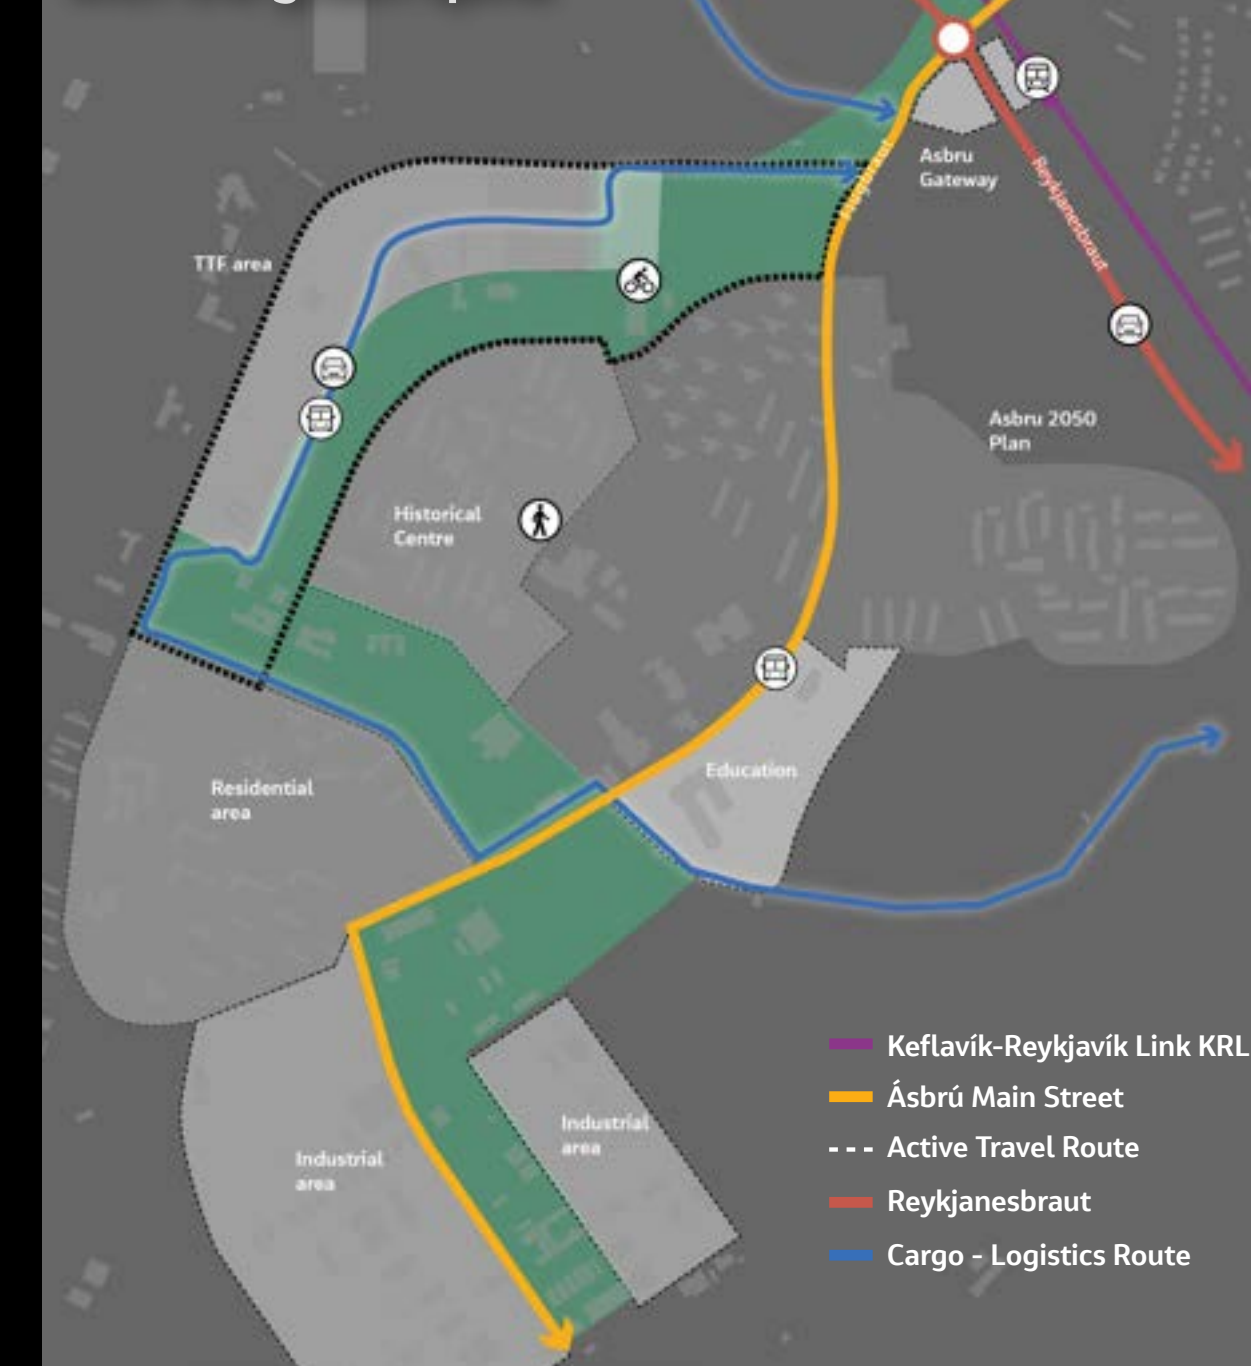 Asbru
Gateway
Flugbraut
Reykjanesbraut
TTF area
Asbru 2050
Plan
Historical
Centre
Education
Residential
area
Industrial
area
Industrial
area
Keflavík-Reykjavík Link KRL
Ásbrú Main Street
Active Travel Route
Reykjanesbraut
Cargo - Logistics Route